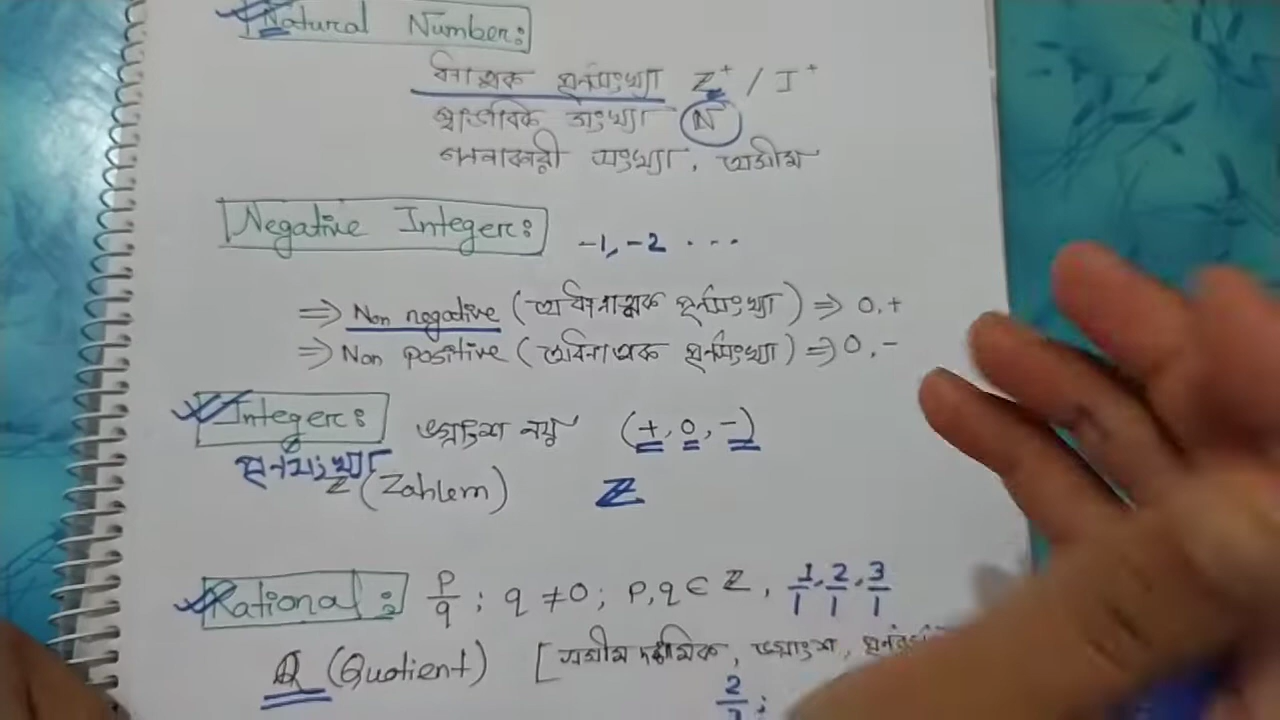 Natural Number:
ধনাত্মক পূর্ণসংখ্যা Z⁺ / I⁺
স্বাভাবিক সংখ্যা N
গণনাকারী সংখ্যা, অসীম
Negative Integer: -1, -2 ...
⇒ Non negative (অঋণাত্মক পূর্ণসংখ্যা) ⇒ 0, +
⇒ Non positive (অধনাত্মক পূর্ণসংখ্যা) ⇒ 0, -
Integer: ভগ্নাংশ নয় (+, 0, -)
পূর্ণসংখ্যা
Z (Zahlem) Z
Rational: p/q ; q ≠ 0; p, q ∈ Z, 1/1, 2/1, 3/1
Q (Quotient) [অসীম দশমিক, ভগ্নাংশ,